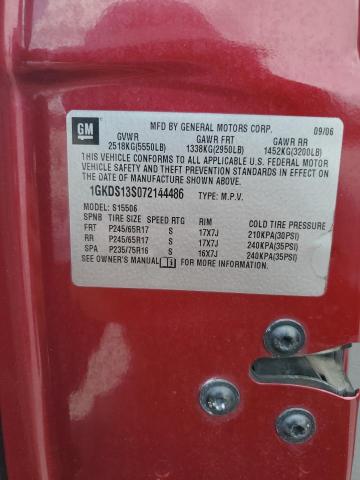 GM
MFD BY GENERAL MOTORS CORP. 09/06
GVWR GAWR FRT GAWR RR
2518KG(5550LB) 1338KG(2950LB) 1452KG(3200LB)
THIS VEHICLE CONFORMS TO ALL APPLICABLE U.S. FEDERAL MOTOR
VEHICLE SAFETY AND THEFT PREVENTION STANDARDS IN EFFECT ON
THE DATE OF MANUFACTURE SHOWN ABOVE.
1GKDS13S072144486 TYPE: M.P.V.
MODEL: S15506
SPNB TIRE SIZE SPEED RTG RIM COLD TIRE PRESSURE
FRT P245/65R17 S 17X7J 210KPA(30PSI)
RR P245/65R17 S 17X7J 240KPA(35PSI)
SPA P235/75R16 S 16X7J 240KPA(35PSI)
SEE OWNER'S MANUAL FOR MORE INFORMATION.